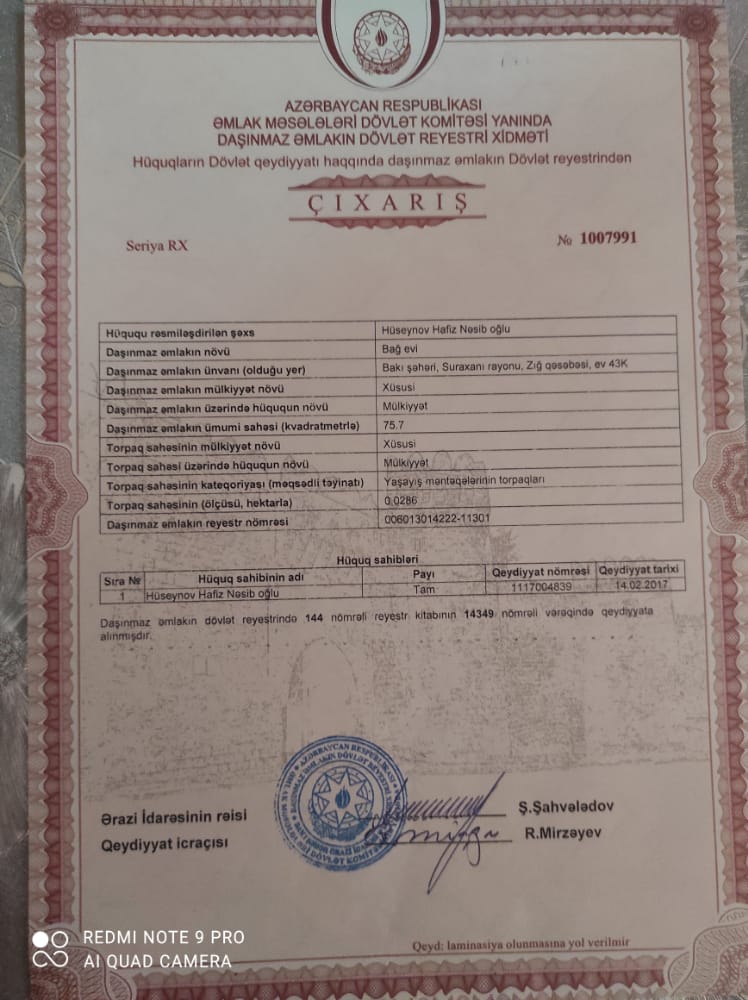 AZƏRBAYCAN RESPUBLİKASI
ƏMLAK MƏSƏLƏLƏRİ DÖVLƏT KOMİTƏSİ YANINDA
DAŞINMAZ ƏMLAKIN DÖVLƏT REYESTRİ XİDMƏTİ
Hüquqların Dövlət qeydiyyatı haqqında daşınmaz əmlakın Dövlət reyestrindən
ÇIXARIŞ
Seriya RX № 1007991
Hüququ rəsmiləşdirilən şəxs Hüseynov Hafiz Nəsib oğlu
Daşınmaz əmlakın növü Bağ evi
Daşınmaz əmlakın ünvanı (olduğu yer) Bakı şəhəri, Suraxanı rayonu, Zığ qəsəbəsi, ev 43K
Daşınmaz əmlakın mülkiyyət növü Xüsusi
Daşınmaz əmlakın üzərində hüququn növü Mülkiyyət
Daşınmaz əmlakın ümumi sahəsi (kvadratmetrlə) 75.7
Torpaq sahəsinin mülkiyyət növü Xüsusi
Torpaq sahəsi üzərində hüququn növü Mülkiyyət
Torpaq sahəsinin kateqoriyası (məqsədli təyinatı) Yaşayış məntəqələrinin torpaqları
Torpaq sahəsinin (ölçüsü, hektarla) 0.0286
Daşınmaz əmlakın reyestr nömrəsi 006013014222-11301
Hüquq sahibləri
Sıra № Hüquq sahibinin adı Payı Qeydiyyat nömrəsi Qeydiyyat tarixi
1 Hüseynov Hafiz Nəsib oğlu Tam 1117004839 14.02.2017
Daşınmaz əmlakın dövlət reyestrində 144 nömrəli reyestr kitabının 14349 nömrəli vərəqində qeydiyyata
alınmışdır.
Ərazi İdarəsinin rəisi Ş.Şahvələdov
Qeydiyyat icraçısı R.Mirzəyev
Qeyd: laminasiya olunmasına yol verilmir
REDMI NOTE 9 PRO
AI QUAD CAMERA